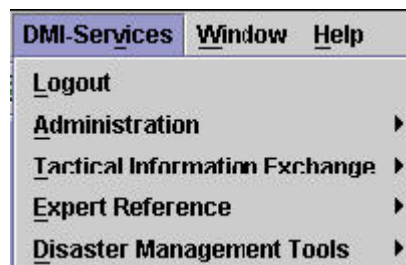 DMI-Services Window Help
Logout
Administration
Tactical Information Exchange
Expert Reference
Disaster Management Tools